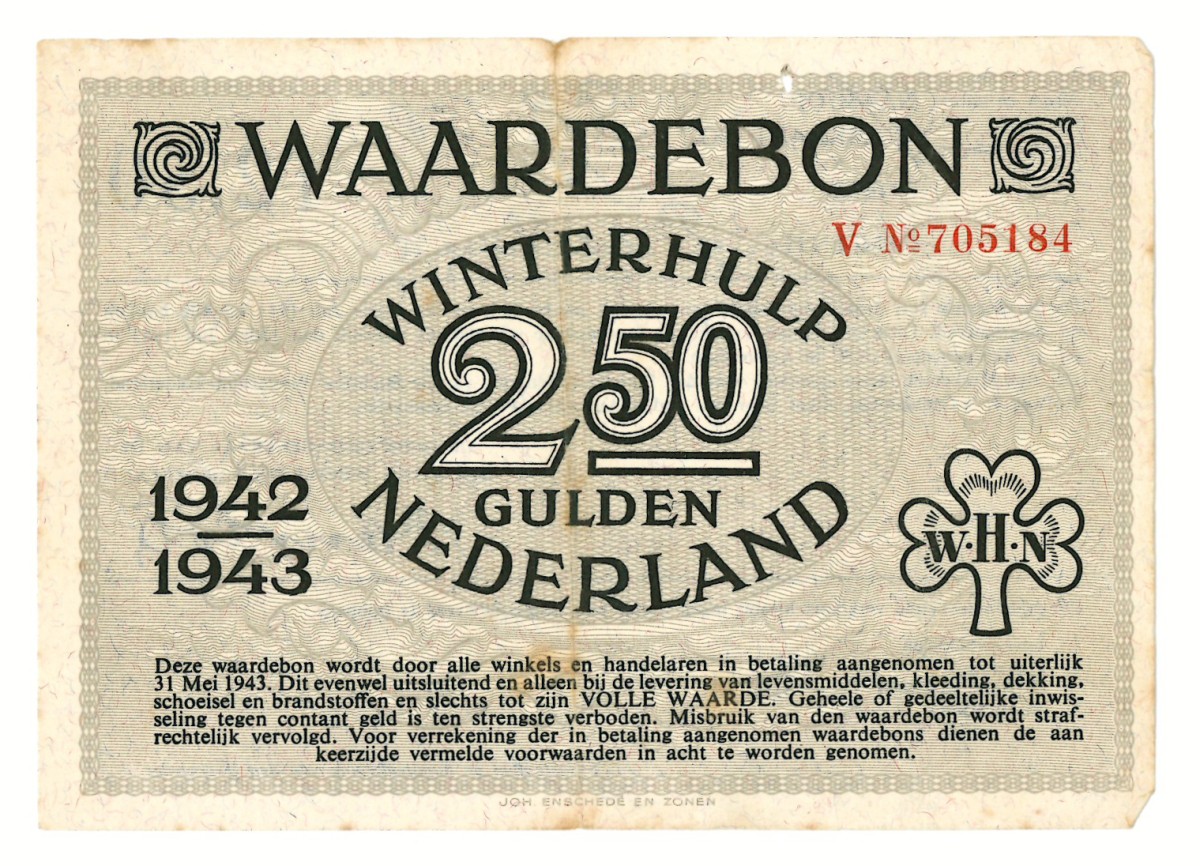 WAARDEBON
V № 705184
WINTERHULP
2 50
GULDEN
NEDERLAND
1942
1943
W·H·N
Deze waardebon wordt door alle winkels en handelaren in betaling aangenomen tot uiterlijk
31 Mei 1943. Dit evenwel uitsluitend en alleen bij de levering van levensmiddelen, kleeding, dekking,
schoeisel en brandstoffen en slechts tot zijn VOLLE WAARDE. Geheele of gedeeltelijke inwis-
seling tegen contant geld is ten strengste verboden. Misbruik van den waardebon wordt straf-
rechtelijk vervolgd. Voor verrekening der in betaling aangenomen waardebons dienen de aan
keerzijde vermelde voorwaarden in acht te worden genomen.
JOH. ENSCHEDÉ EN ZONEN